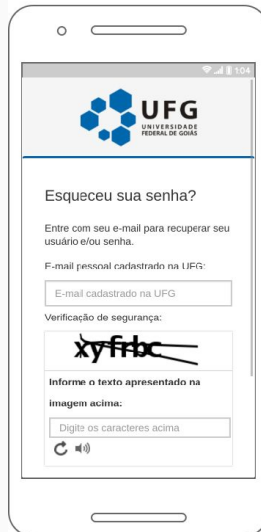 1:04
UFG
UNIVERSIDADE
FEDERAL DE GOIÁS
Esqueceu sua senha?
Entre com seu e-mail para recuperar seu
usuário e/ou senha.
E-mail pessoal cadastrado na UFG:
E-mail cadastrado na UFG
Verificação de segurança:
xyfrbc
Informe o texto apresentado na
imagem acima:
Digite os caracteres acima